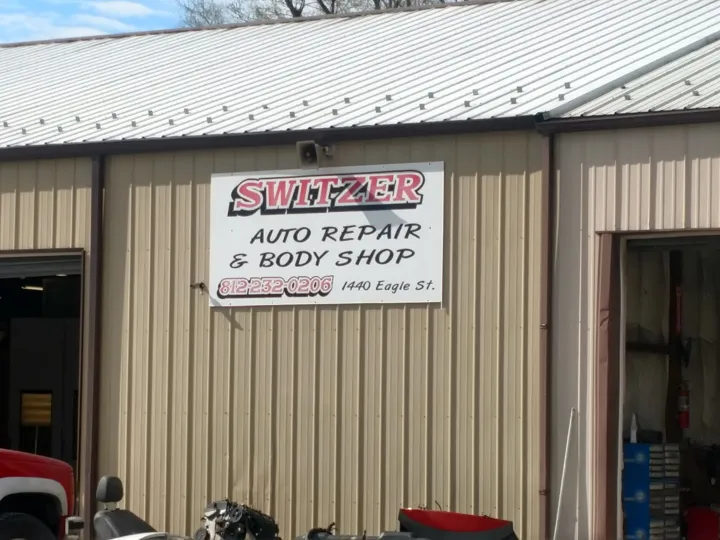 SWITZER
AUTO REPAIR
& BODY SHOP
812-232-0206 1440 Eagle St.